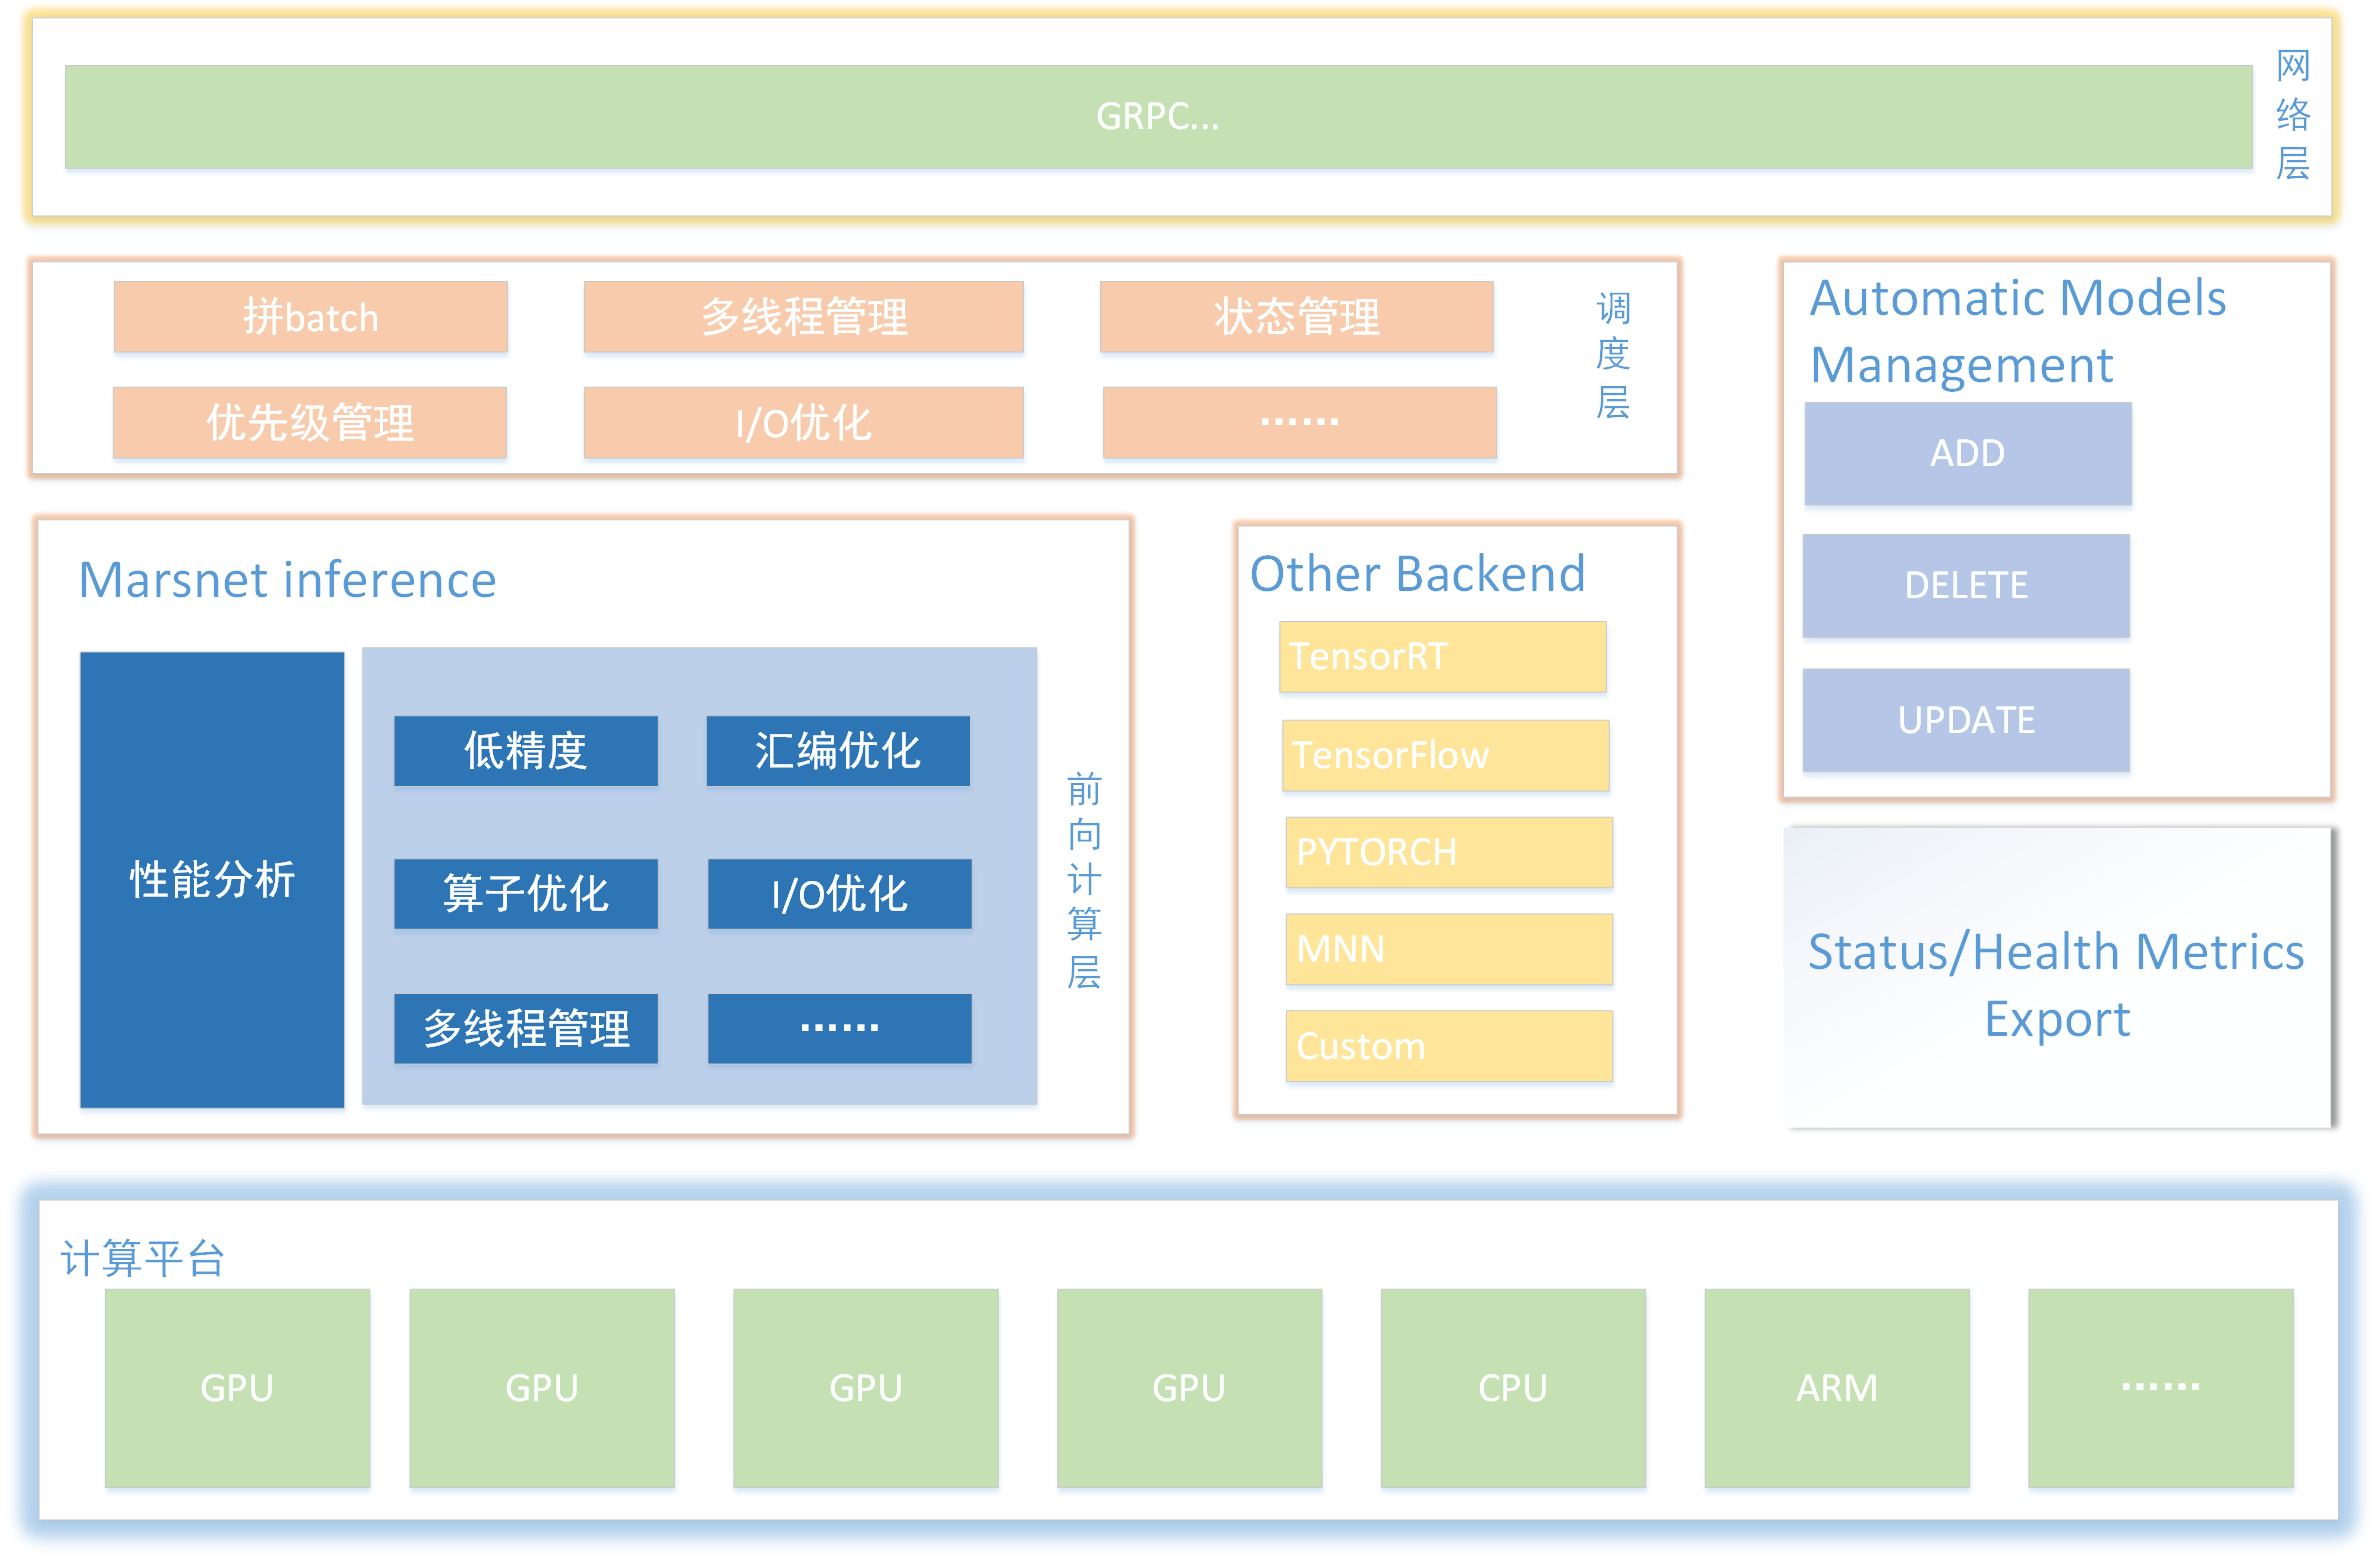 GRPC...
网络层
拼batch
多线程管理
状态管理
优先级管理
I/O优化
……
调度层
Automatic Models
Management
ADD
DELETE
UPDATE
Marsnet inference
性能分析
低精度
汇编优化
算子优化
I/O优化
多线程管理
……
前向计算层
Other Backend
TensorRT
TensorFlow
PYTORCH
MNN
Custom
Status/Health Metrics
Export
计算平台
GPU
GPU
GPU
GPU
CPU
ARM
……